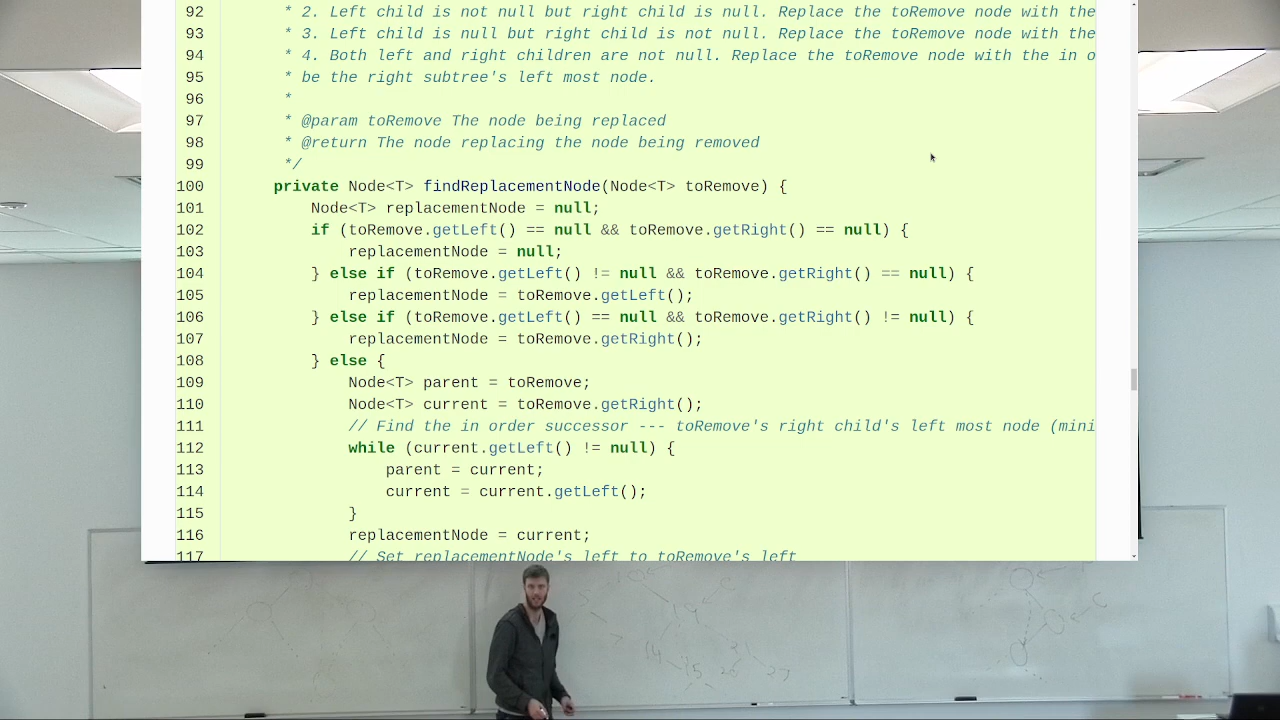 92 * 2. Left child is not null but right child is null. Replace the toRemove node with the
93 * 3. Left child is null but right child is not null. Replace the toRemove node with the
94 * 4. Both left and right children are not null. Replace the toRemove node with the in o
95 * be the right subtree's left most node.
96 *
97 * @param toRemove The node being replaced
98 * @return The node replacing the node being removed
99 */
100 private Node<T> findReplacementNode(Node<T> toRemove) {
101 Node<T> replacementNode = null;
102 if (toRemove.getLeft() == null && toRemove.getRight() == null) {
103 replacementNode = null;
104 } else if (toRemove.getLeft() != null && toRemove.getRight() == null) {
105 replacementNode = toRemove.getLeft();
106 } else if (toRemove.getLeft() == null && toRemove.getRight() != null) {
107 replacementNode = toRemove.getRight();
108 } else {
109 Node<T> parent = toRemove;
110 Node<T> current = toRemove.getRight();
111 // Find the in order successor --- toRemove's right child's left most node (mini
112 while (current.getLeft() != null) {
113 parent = current;
114 current = current.getLeft();
115 }
116 replacementNode = current;
117 // Set replacementNode's left to toRemove's left